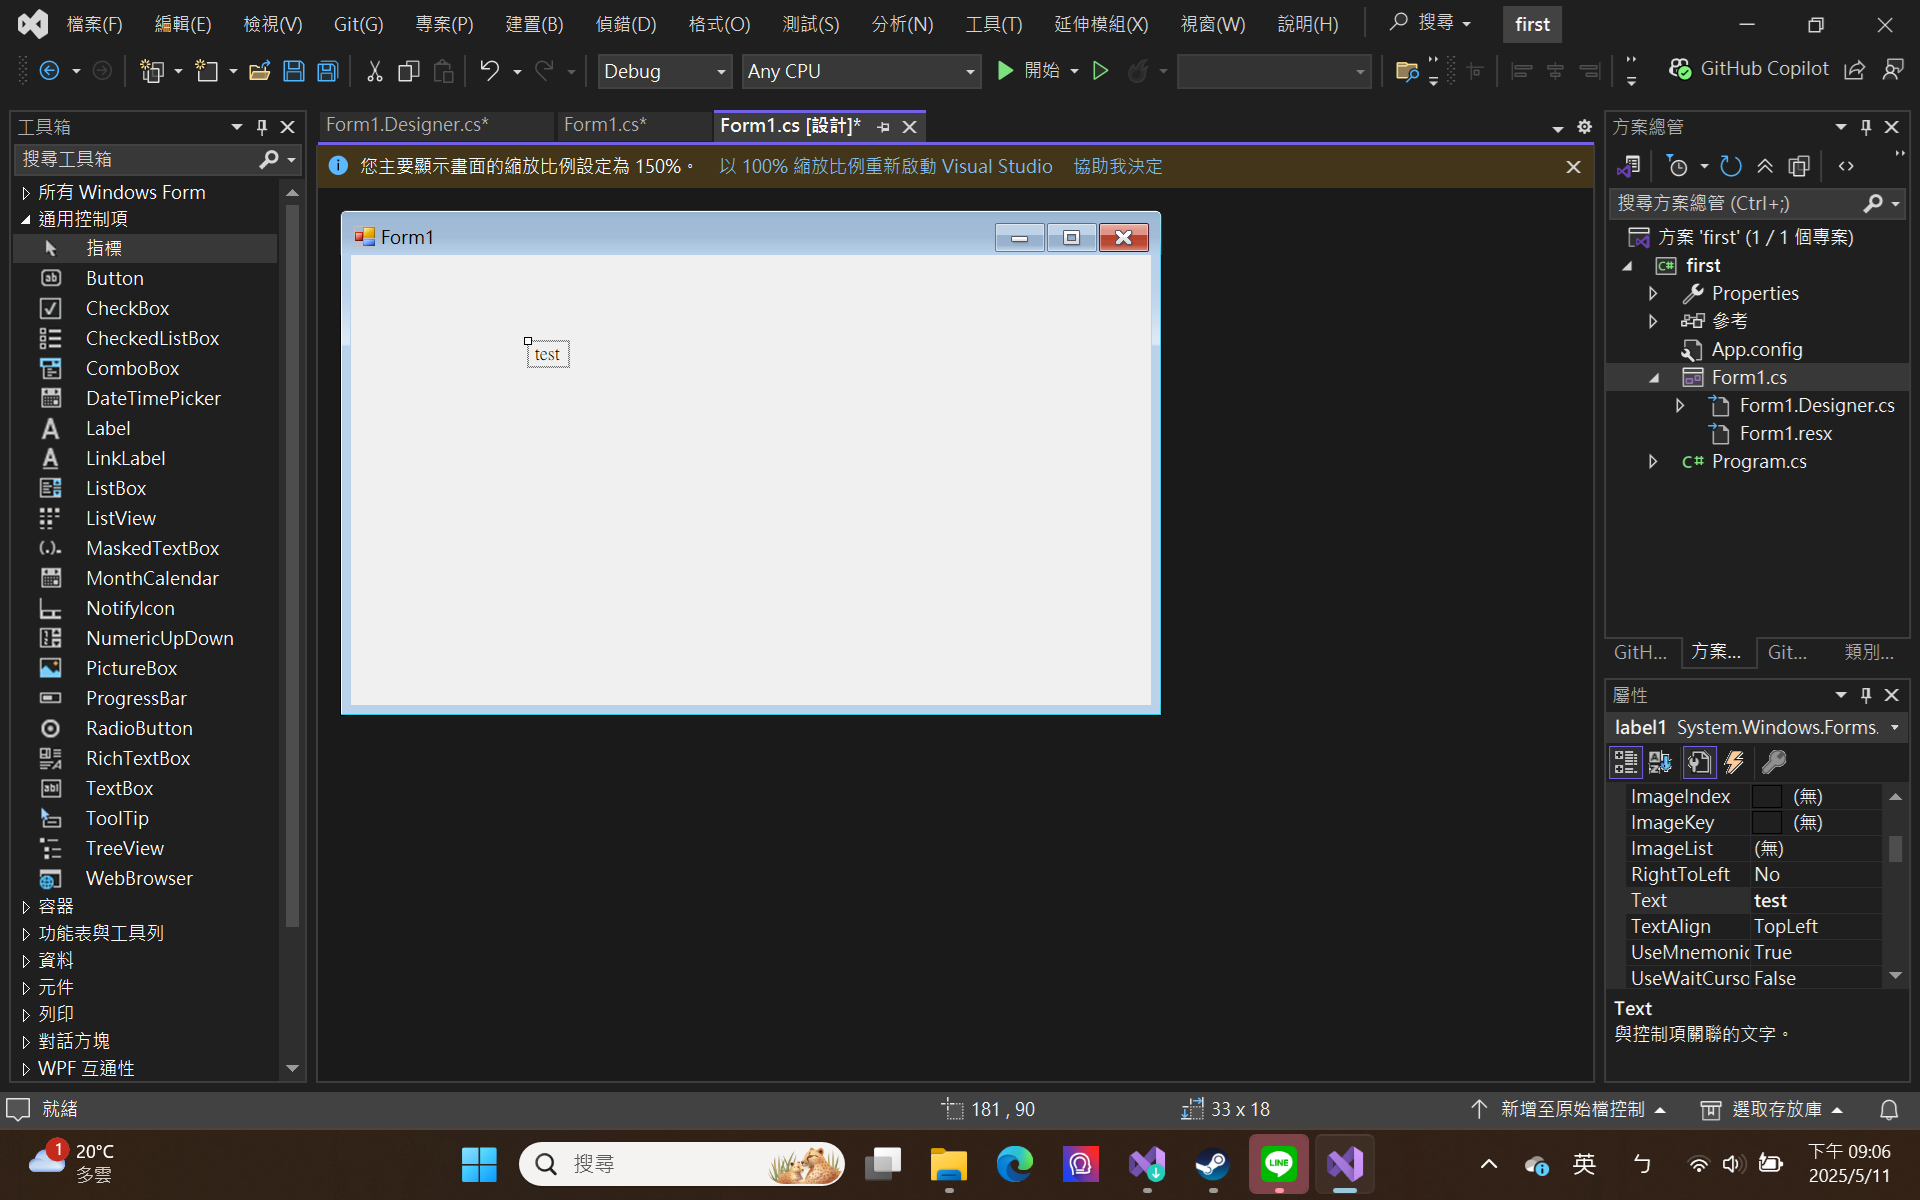 檔案(F) 編輯(E) 檢視(V) Git(G) 專案(P) 建置(B) 偵錯(D) 格式(O) 測試(S) 分析(N) 工具(T) 延伸模組(X) 視窗(W) 說明(H) 搜尋 first
Debug Any CPU 開始 GitHub Copilot
工具箱
搜尋工具箱
所有 Windows Form
通用控制項
指標
Button
CheckBox
CheckedListBox
ComboBox
DateTimePicker
Label
LinkLabel
ListBox
ListView
MaskedTextBox
MonthCalendar
NotifyIcon
NumericUpDown
PictureBox
ProgressBar
RadioButton
RichTextBox
TextBox
ToolTip
TreeView
WebBrowser
容器
功能表與工具列
資料
元件
列印
對話方塊
WPF 互通性
Form1.Designer.cs* Form1.cs* Form1.cs [設計]*
您主要顯示畫面的縮放比例設定為 150%。 以 100% 縮放比例重新啟動 Visual Studio 協助我決定
Form1
test
方案總管
搜尋方案總管 (Ctrl+;)
方案 'first' (1 / 1 個專案)
first
Properties
參考
App.config
Form1.cs
Form1.Designer.cs
Form1.resx
Program.cs
GitH... 方案... Git... 類別...
屬性
label1 System.Windows.Forms.
ImageIndex (無)
ImageKey (無)
ImageList (無)
RightToLeft No
Text test
TextAlign TopLeft
UseMnemonic True
UseWaitCurso False
Text
與控制項關聯的文字。
就緒 181 , 90 33 x 18 新增至原始檔控制 選取存放庫
1 20°C
多雲
搜尋
LINE
英 ㄅ
下午 09:06
2025/5/11